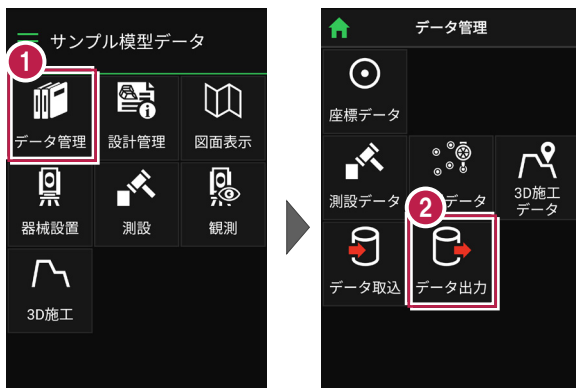 サンプル模型データ
1
データ管理
設計管理
図面表示
器械設置
測設
観測
3D施工
データ管理
座標データ
測設データ
データ
3D施工
データ
2
データ取込
データ出力